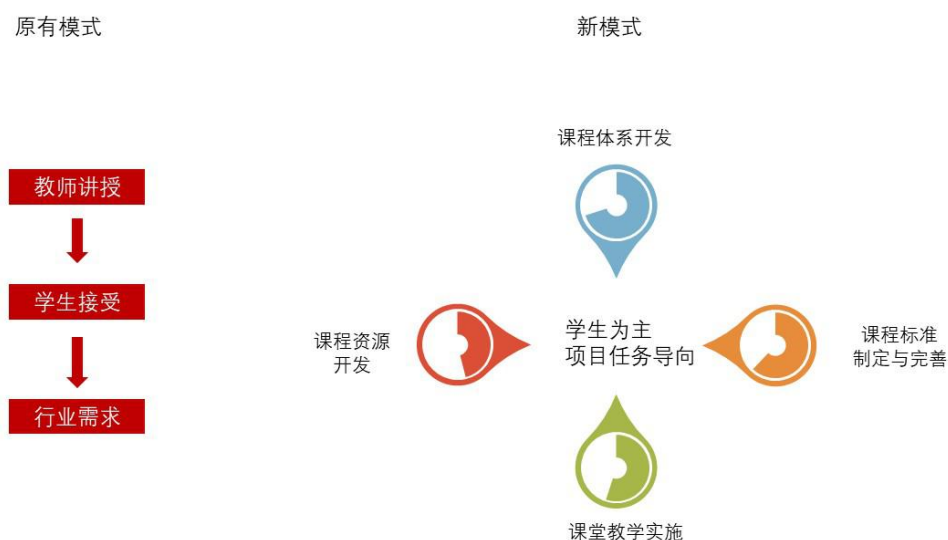 原有模式
新模式
教师讲授
学生接受
行业需求
课程体系开发
课程资源
开发
学生为主
项目任务导向
课程标准
制定与完善
课堂教学实施